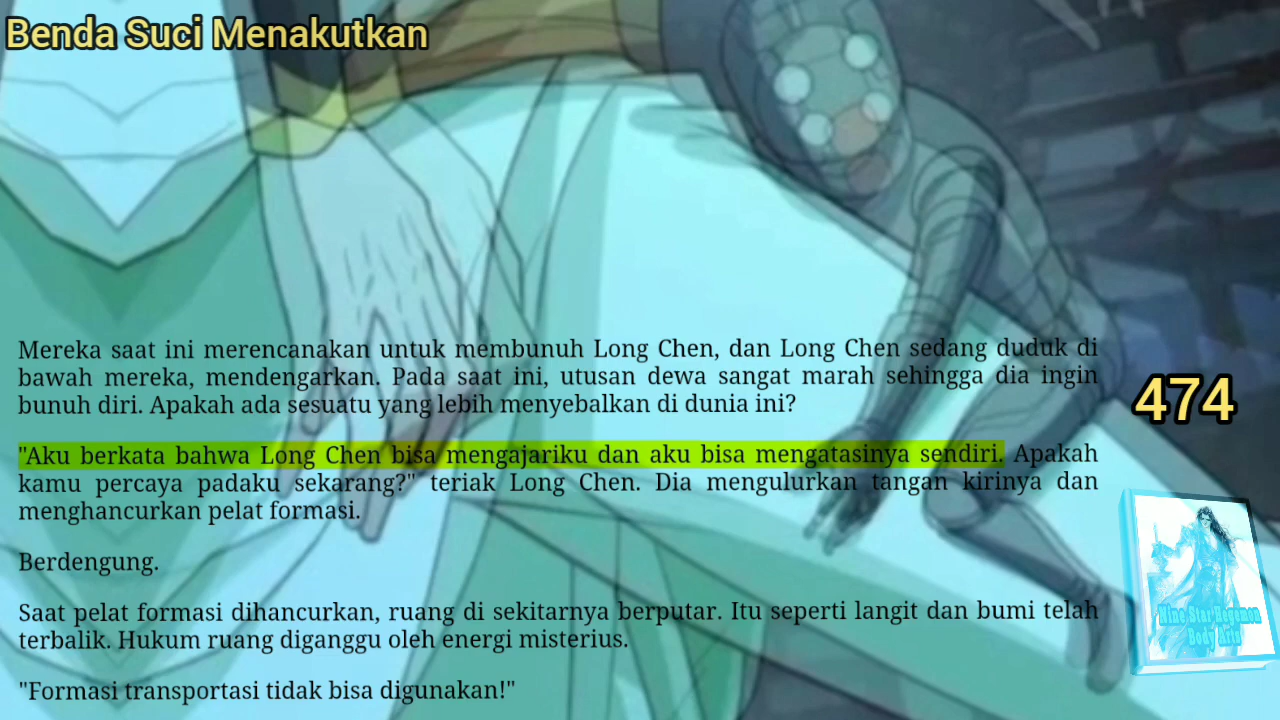 Benda Suci Menakutkan
Mereka saat ini merencanakan untuk membunuh Long Chen, dan Long Chen sedang duduk di
bawah mereka, mendengarkan. Pada saat ini, utusan dewa sangat marah sehingga dia ingin
bunuh diri. Apakah ada sesuatu yang lebih menyebalkan di dunia ini?
474
"Aku berkata bahwa Long Chen bisa mengajariku dan aku bisa mengatasinya sendiri. Apakah
kamu percaya padaku sekarang?" teriak Long Chen. Dia mengulurkan tangan kirinya dan
menghancurkan pelat formasi.
Berdengung.
Saat pelat formasi dihancurkan, ruang di sekitarnya berputar. Itu seperti langit dan bumi telah
terbalik. Hukum ruang diganggu oleh energi misterius.
"Formasi transportasi tidak bisa digunakan!"
Nine Star Hegemon
Body Arts